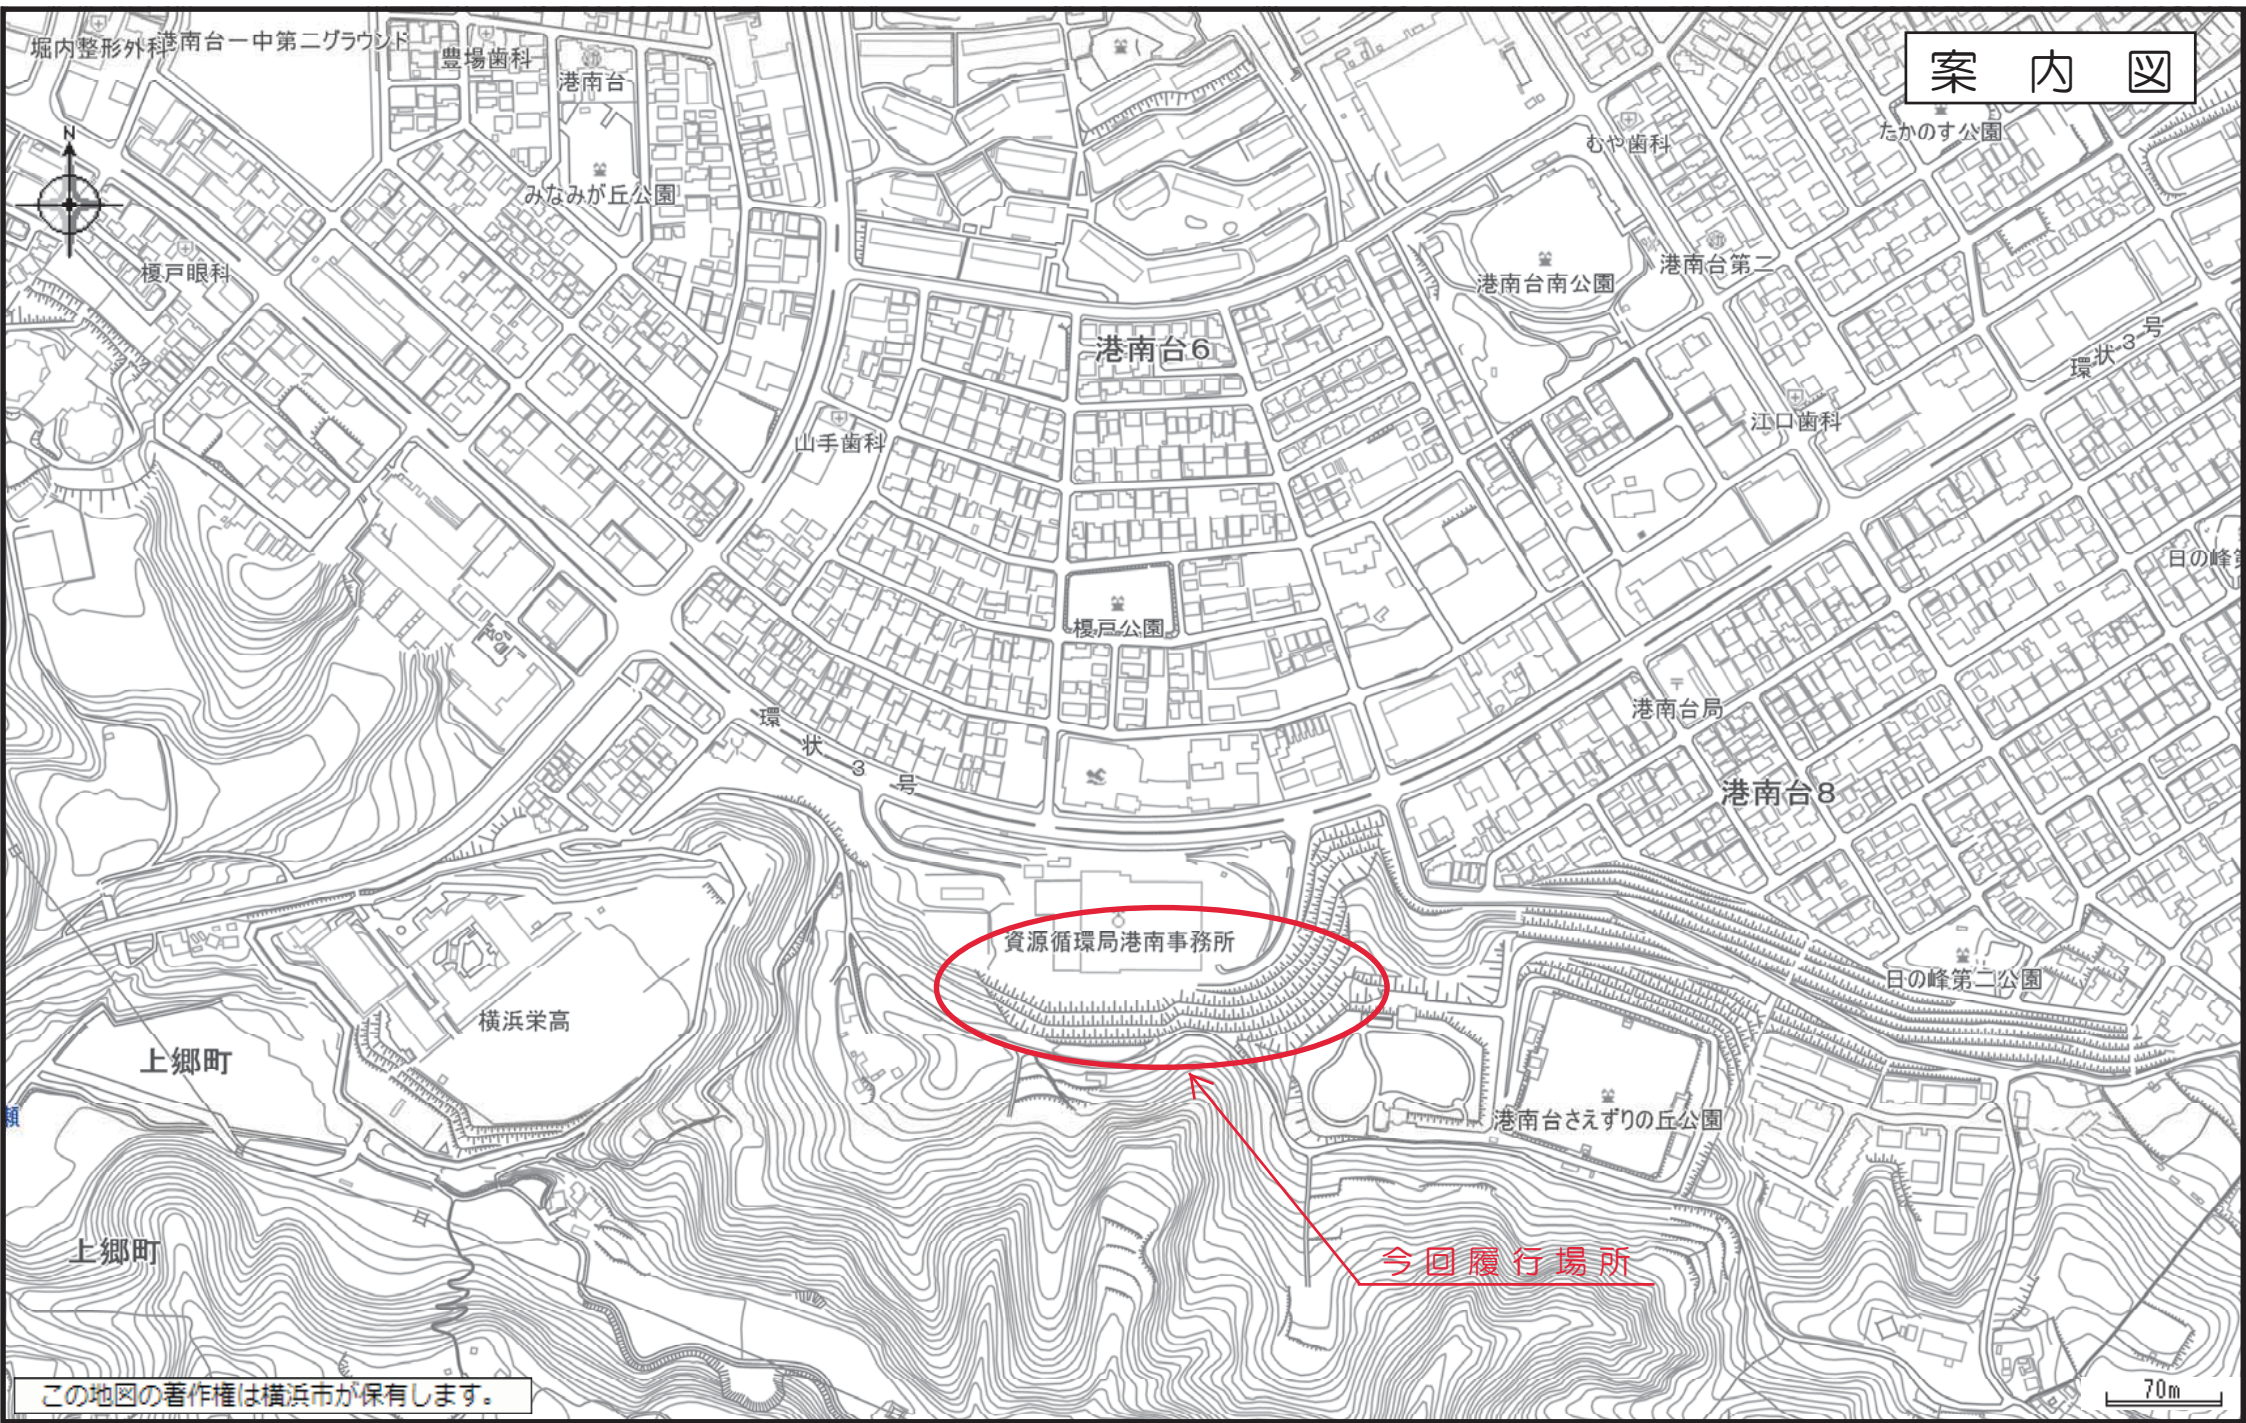 案内図
堀内整形外科
港南台一中第二グラウンド
豊場歯科
港南台
みなみが丘公園
むや歯科
たかのす公園
N
榎戸眼科
港南台南公園
港南台第二
環状3号
港南台6
山手歯科
江口歯科
日の峰第
榎戸公園
環状3号
港南台局
港南台8
資源循環局港南事務所
日の峰第二公園
横浜栄高
上郷町
港南台さえずりの丘公園
上郷町
今回履行場所
この地図の著作権は横浜市が保有します。
70m